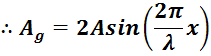 ∴ A_g = 2Asin(2π/λ x)